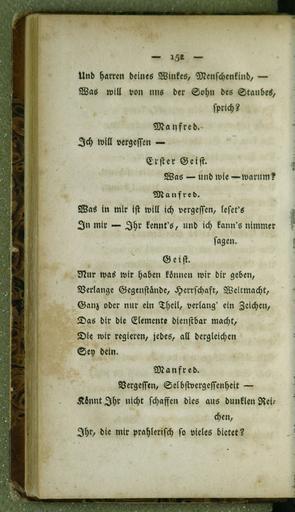 — 152 —
Und harren deines Winkes, Menschenkind, —
Was will von uns der Sohn des Staubes,
sprich?
Manfred.
Ich will vergessen —
Erster Geist.
Was — und wie — warum?
Manfred.
Was in mir ist will ich vergessen, leset's
In mir — Ihr kennt's, und ich kann's nimmer
sagen.
Geist.
Nur was wir haben können wir dir geben,
Verlange Gegenstände, Herrschaft, Weltmacht,
Ganz oder nur ein Theil, verlang' ein Zeichen,
Das dir die Elemente dienstbar macht,
Die wir regieren, jedes, all dergleichen
Sey dein.
Manfred.
Vergessen, Selbstvergessenheit —
Könnt Ihr nicht schaffen dies aus dunklen Rei-
chen,
Ihr, die mir prahlerisch so vieles bietet?